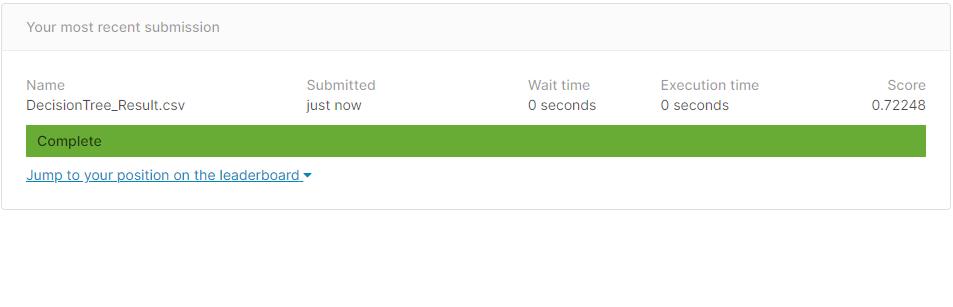 Your most recent submission
Name Submitted Wait time Execution time Score
DecisionTree_Result.csv just now 0 seconds 0 seconds 0.72248
Complete
Jump to your position on the leaderboard